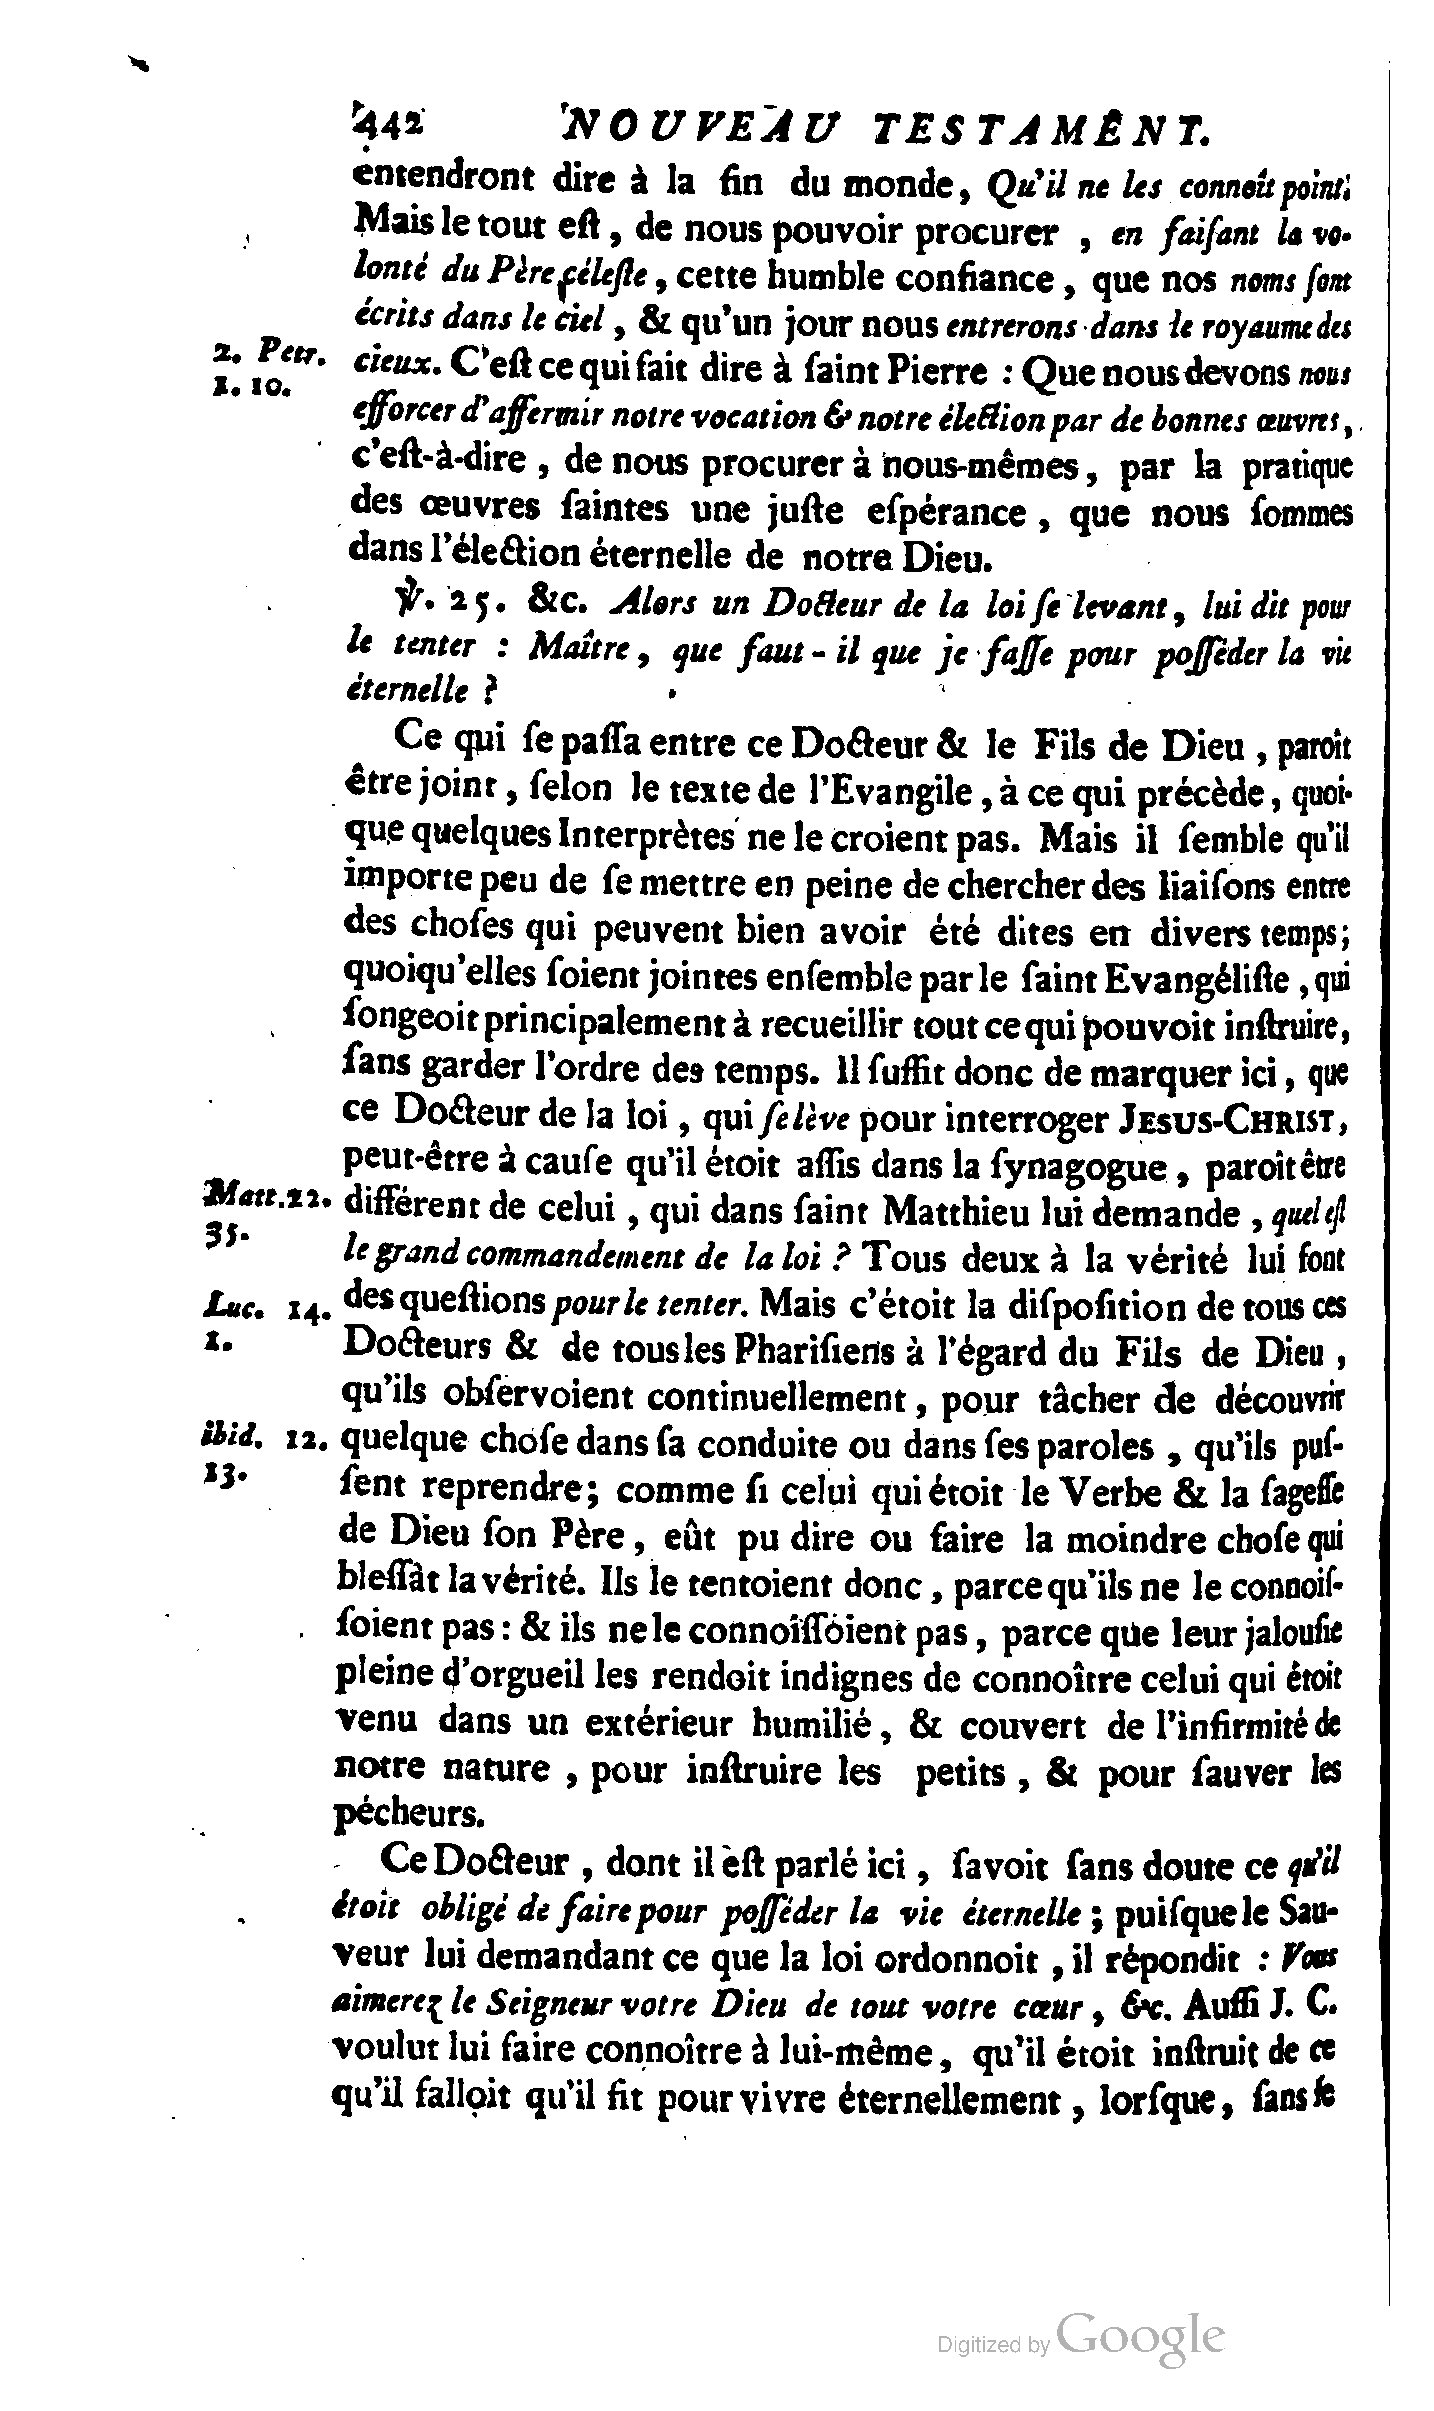 442 NOUVEAU TESTAMENT.
entendront dire à la fin du monde, Qu'il ne les connoît point.
Mais le tout eſt, de nous pouvoir procurer, en faiſant la vo-
lonté du Père céleſte, cette humble confiance, que nos noms ſont
écrits dans le ciel, & qu'un jour nous entrerons dans le royaume des
2. Petr. 1. 10.
cieux. C'eſt ce qui fait dire à ſaint Pierre : Que nous devons nous
efforcer d'affermir notre vocation & notre élection par de bonnes œuvres,
c'eſt-à-dire, de nous procurer à nous-mêmes, par la pratique
des œuvres ſaintes une juſte eſpérance, que nous ſommes
dans l'élection éternelle de notre Dieu.
℣. 25. &c. Alors un Docteur de la loi ſe levant, lui dit pour
le tenter : Maître, que faut-il que je faſſe pour poſſéder la vie
éternelle ?
Ce qui ſe paſſa entre ce Docteur & le Fils de Dieu, paroît
être joint, ſelon le texte de l'Evangile, à ce qui précède, quoi-
que quelques Interprètes ne le croient pas. Mais il ſemble qu'il
importe peu de ſe mettre en peine de chercher des liaiſons entre
des choſes qui peuvent bien avoir été dites en divers temps;
quoiqu'elles ſoient jointes enſemble par le ſaint Evangéliſte, qui
ſongeoit principalement à recueillir tout ce qui pouvoit inſtruire,
ſans garder l'ordre des temps. Il ſuffit donc de marquer ici, que
ce Docteur de la loi, qui ſe lève pour interroger JESUS-CHRIST,
peut-être à cauſe qu'il étoit aſſis dans la ſynagogue, paroît être
Matt. 22. 35.
différent de celui, qui dans ſaint Matthieu lui demande, quel eſt
le grand commandement de la loi ? Tous deux à la vérité lui font
Luc. 14. 1.
des queſtions pour le tenter. Mais c'étoit la diſpoſition de tous ces
Docteurs & de tous les Phariſiens à l'égard du Fils de Dieu,
qu'ils obſervoient continuellement, pour tâcher de découvrir
ibid. 12. 13.
quelque choſe dans ſa conduite ou dans ſes paroles, qu'ils puſ-
ſent reprendre; comme ſi celui qui étoit le Verbe & la ſageſſe
de Dieu ſon Père, eût pu dire ou faire la moindre choſe qui
bleſſât la vérité. Ils le tentoient donc, parce qu'ils ne le connoiſ-
ſoient pas : & ils ne le connoiſſoient pas, parce que leur jalouſie
pleine d'orgueil les rendoit indignes de connoître celui qui étoit
venu dans un extérieur humilié, & couvert de l'infirmité de
notre nature, pour inſtruire les petits, & pour ſauver les
pécheurs.
Ce Docteur, dont il eſt parlé ici, ſavoit ſans doute ce qu'il
étoit obligé de faire pour poſſéder la vie éternelle ; puiſque le Sau-
veur lui demandant ce que la loi ordonnoit, il répondit : Vous
aimerez le Seigneur votre Dieu de tout votre cœur, &c. Auſſi J. C.
voulut lui faire connoître à lui-même, qu'il étoit inſtruit de ce
qu'il falloit qu'il fit pour vivre éternellement, lorſque, ſans ſe
Digitized by Google